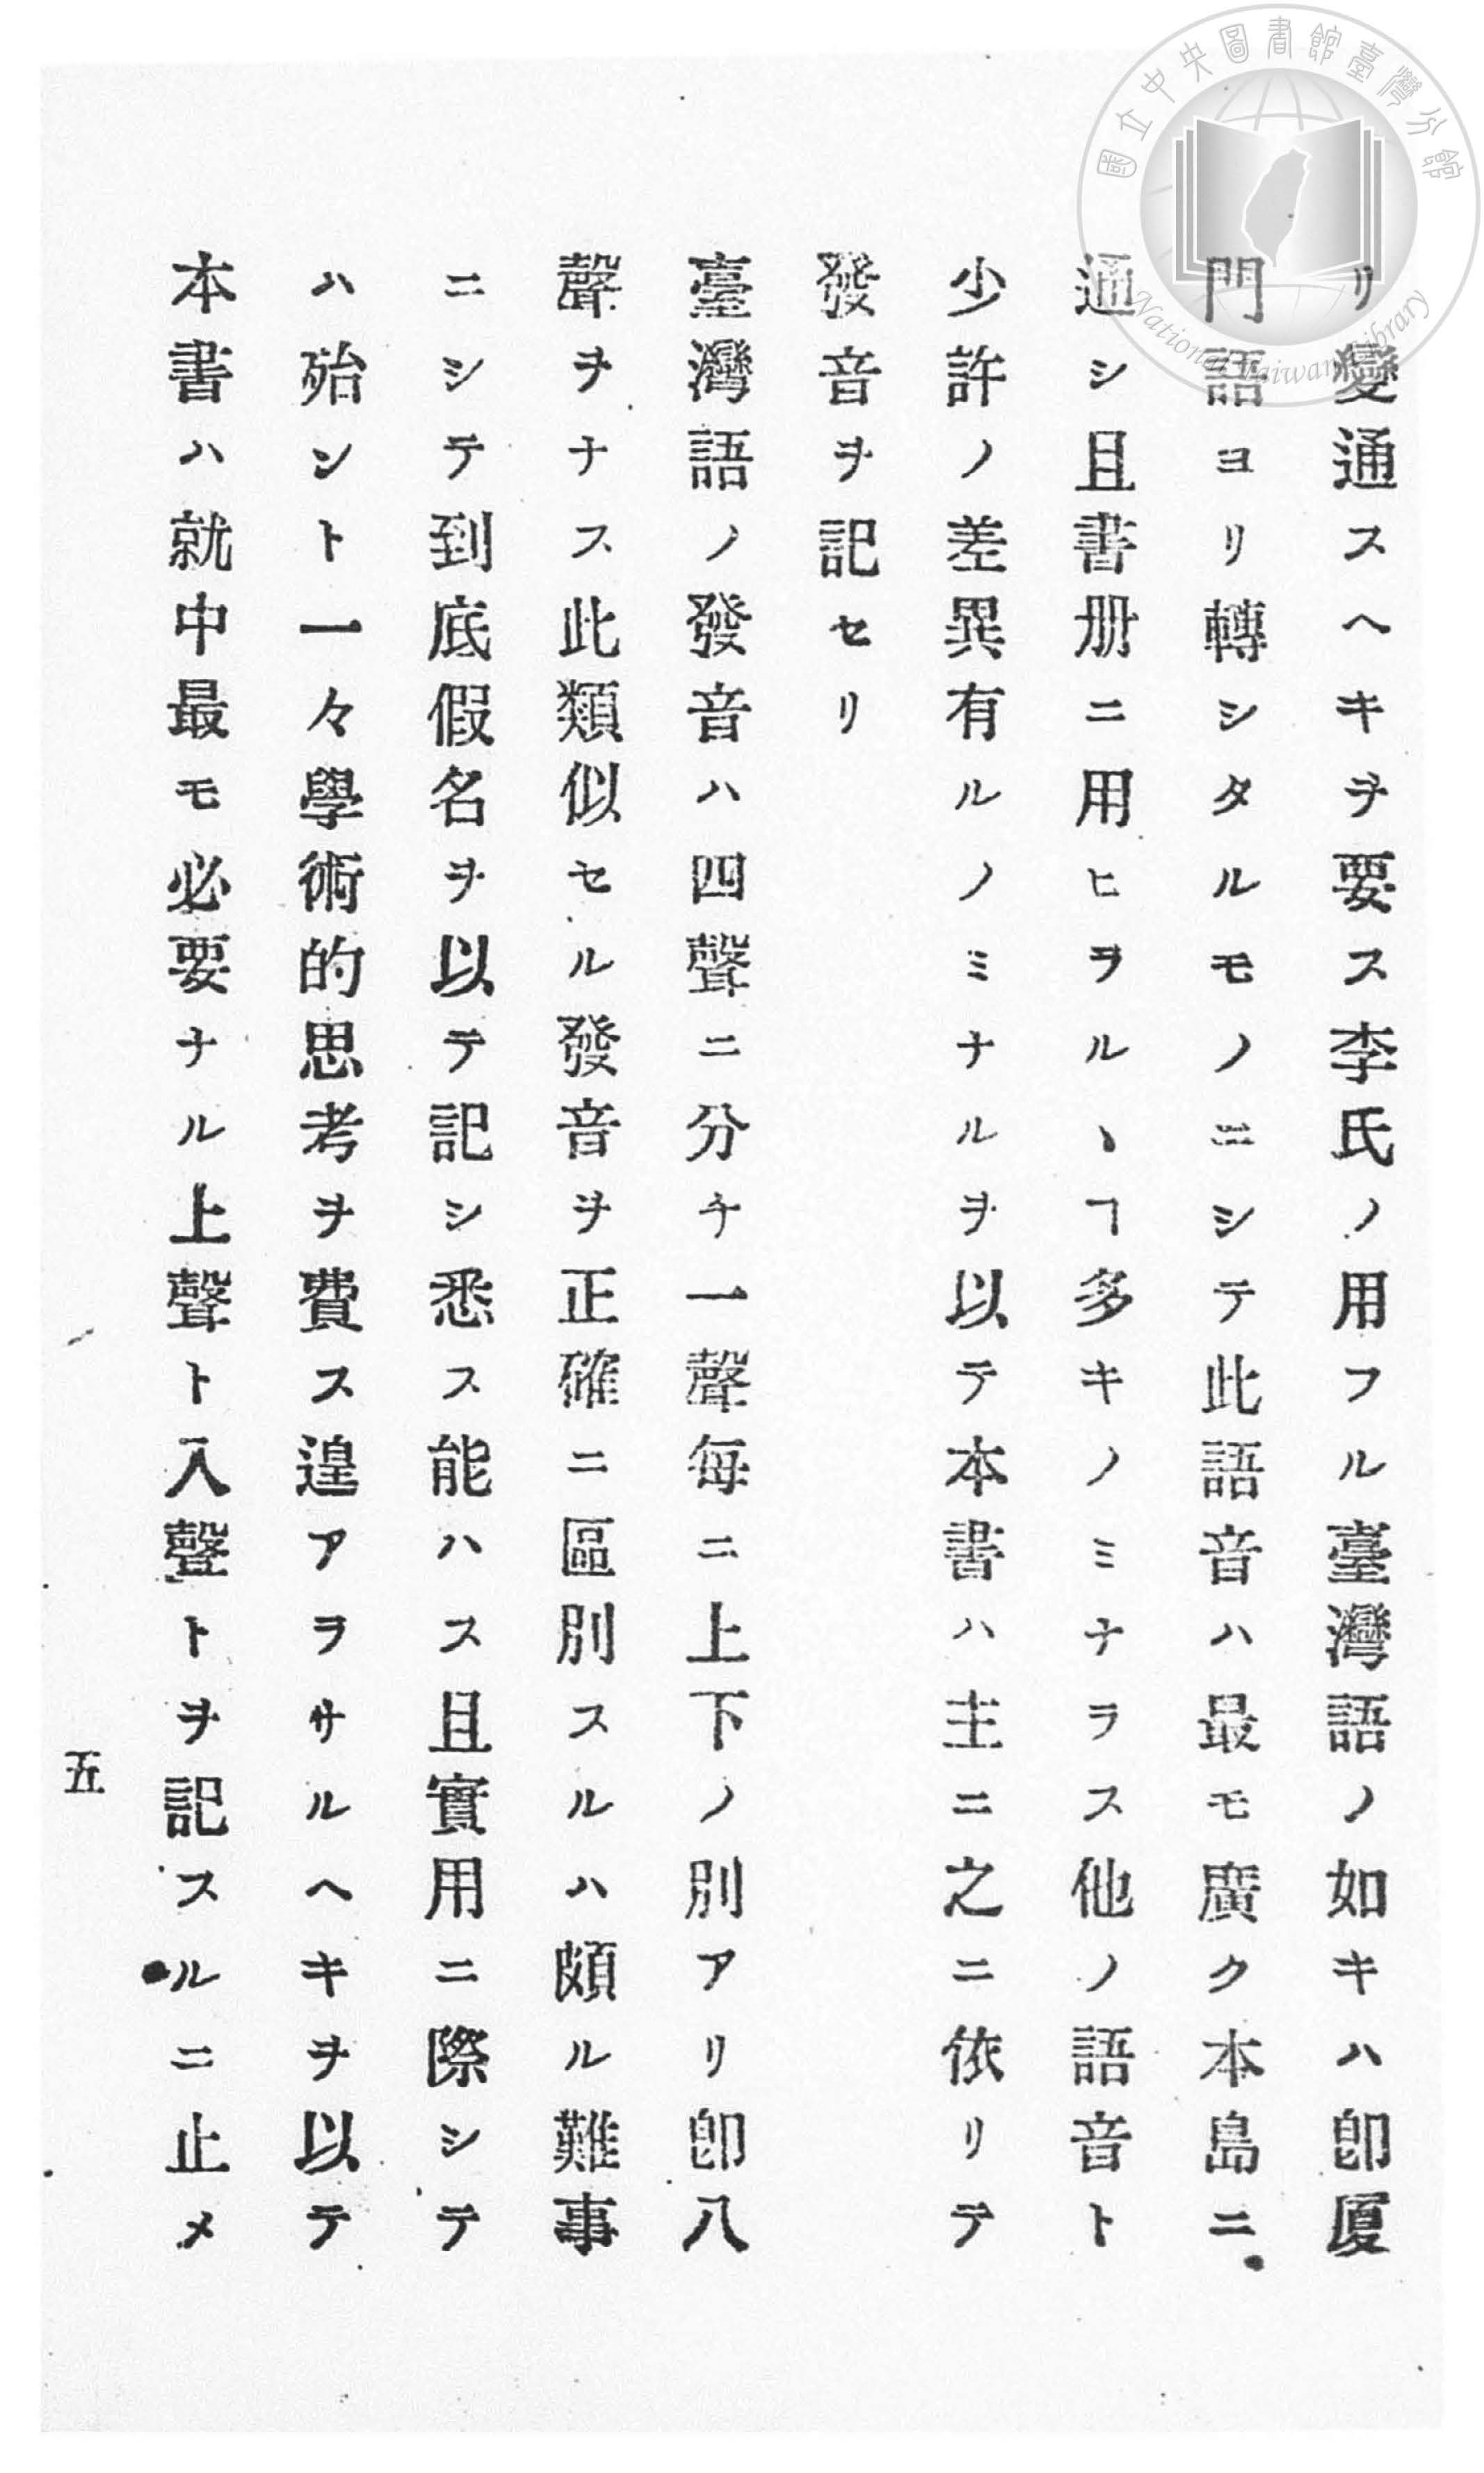 國立中央圖書館臺灣分館
National Taiwan Library
リ變通スヘキヲ要ス李氏ノ用フル臺灣語ノ如キハ卽厦
門語ヨリ轉シタルモノニシテ此語音ハ最モ廣ク本島ニ
通シ且書册ニ用ヒヲルヽヿ多キノミナラス他ノ語音ト
少許ノ差異有ルノミナルヲ以テ本書ハ主ニ之ニ依リテ
發音ヲ記セリ
臺灣語ノ發音ハ四聲ニ分チ一聲每ニ上下ノ別アリ卽八
聲ヲナス此類似セル發音ヲ正確ニ區別スルハ頗ル難事
ニシテ到底假名ヲ以テ記シ悉ス能ハス且實用ニ際シテ
ハ殆ント一々學術的思考ヲ費ス遑アラサルヘキヲ以テ
本書ハ就中最モ必要ナル上聲ト入聲トヲ記スルニ止メ
五